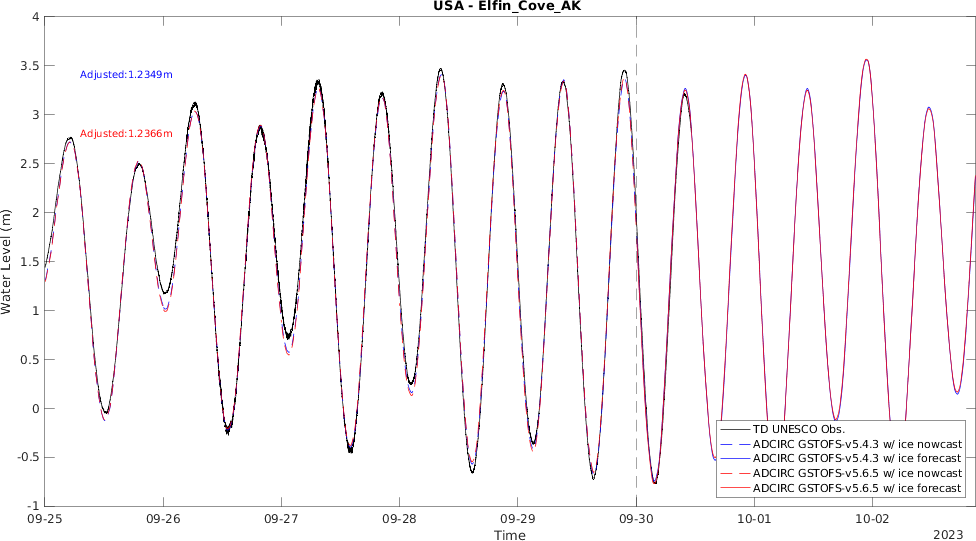 USA - Elfin_Cove_AK
4
3.5
3
2.5
2
1.5
1
0.5
0
-0.5
-1
Water Level (m)
Adjusted:1.2349m
Adjusted:1.2366m
TD UNESCO Obs.
ADCIRC GSTOFS-v5.4.3 w/ ice nowcast
ADCIRC GSTOFS-v5.4.3 w/ ice forecast
ADCIRC GSTOFS-v5.6.5 w/ ice nowcast
ADCIRC GSTOFS-v5.6.5 w/ ice forecast
09-25 09-26 09-27 09-28 09-29 09-30 10-01 10-02
Time
2023